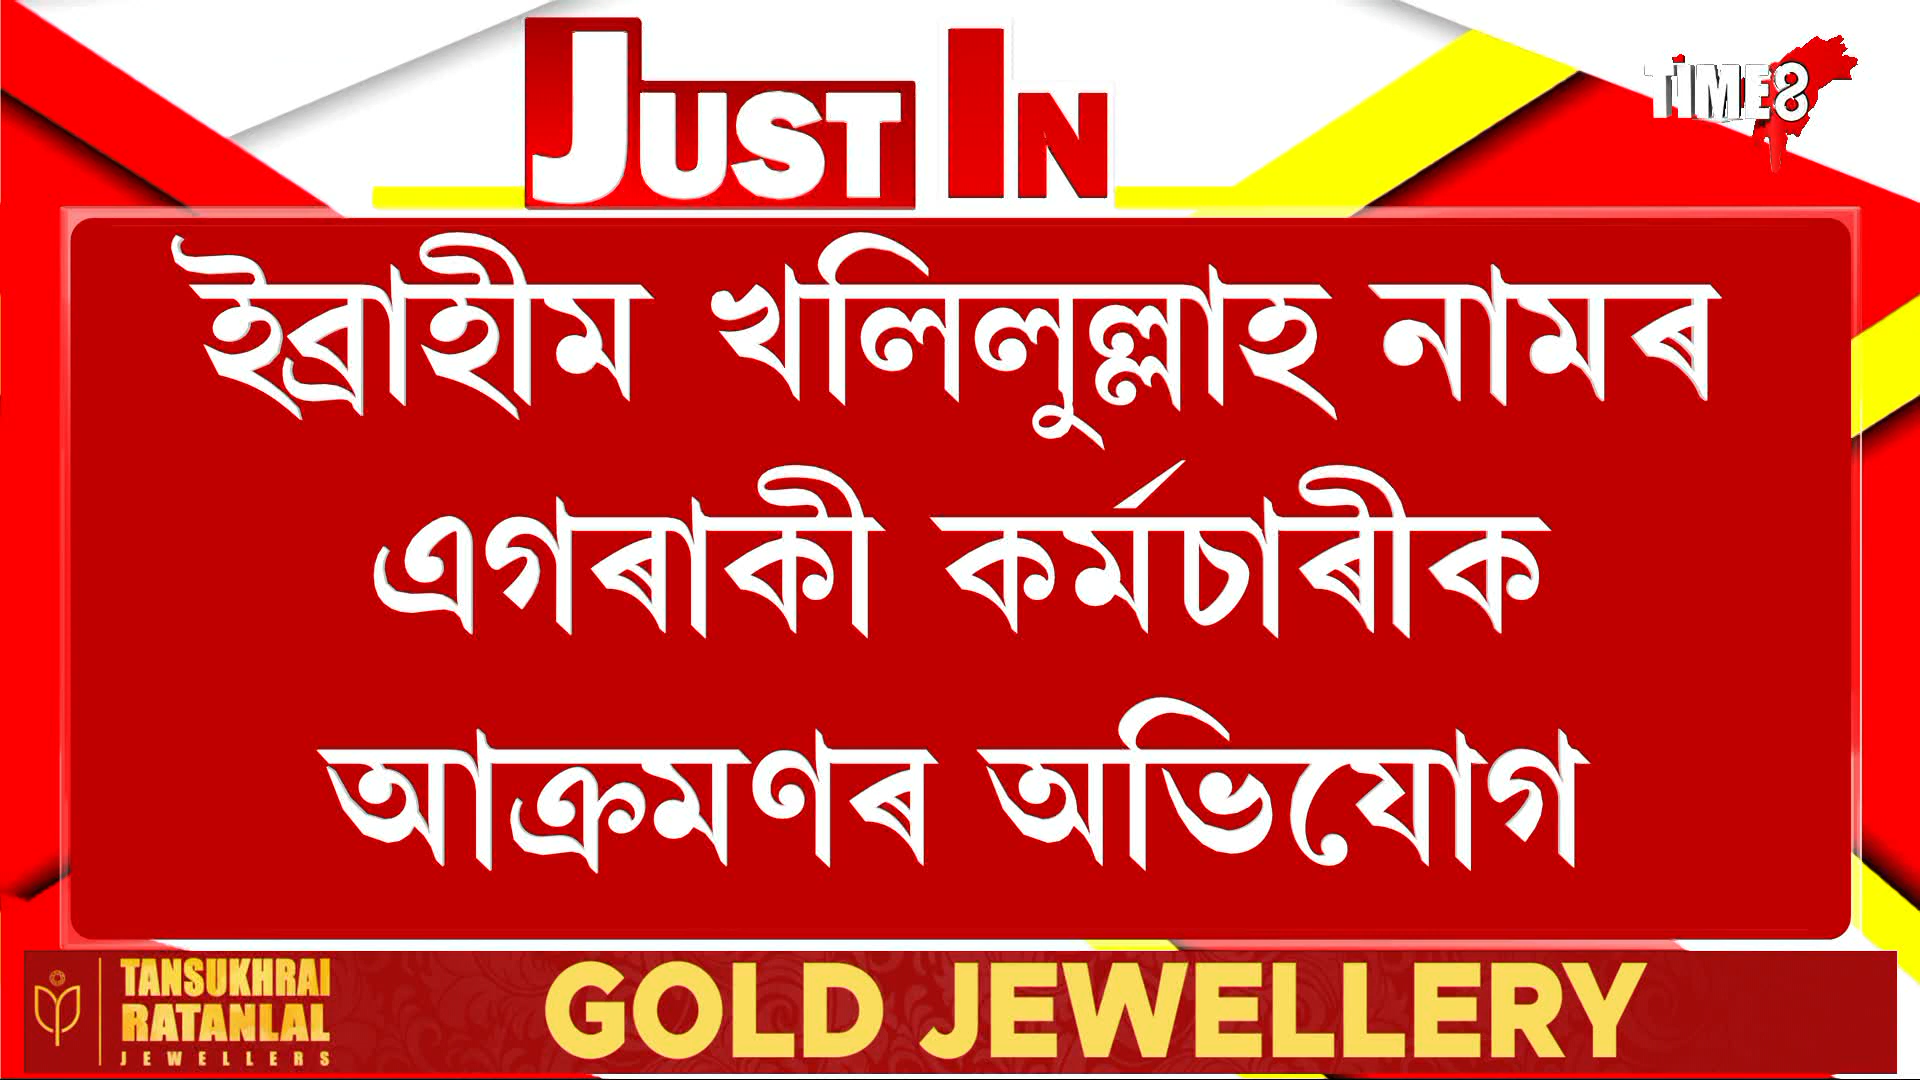 JUST IN
TIME8
ইব্ৰাহীম খলিলুল্লাহ নামৰ
এগৰাকী কৰ্মচাৰীক
আক্ৰমণৰ অভিযোগ
TANSUKHRAI
RATANLAL
JEWELLERS
GOLD JEWELLERY